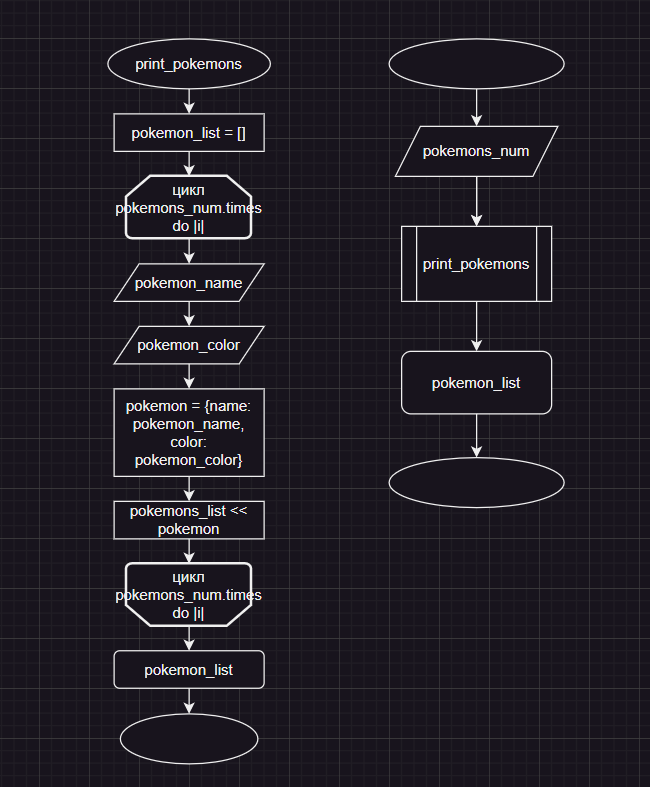 print_pokemons
pokemon_list = []
цикл
pokemons_num.times
do |i|
pokemon_name
pokemon_color
pokemon = {name:
pokemon_name,
color:
pokemon_color}
pokemons_list <<
pokemon
цикл
pokemons_num.times
do |i|
pokemon_list
pokemons_num
print_pokemons
pokemon_list